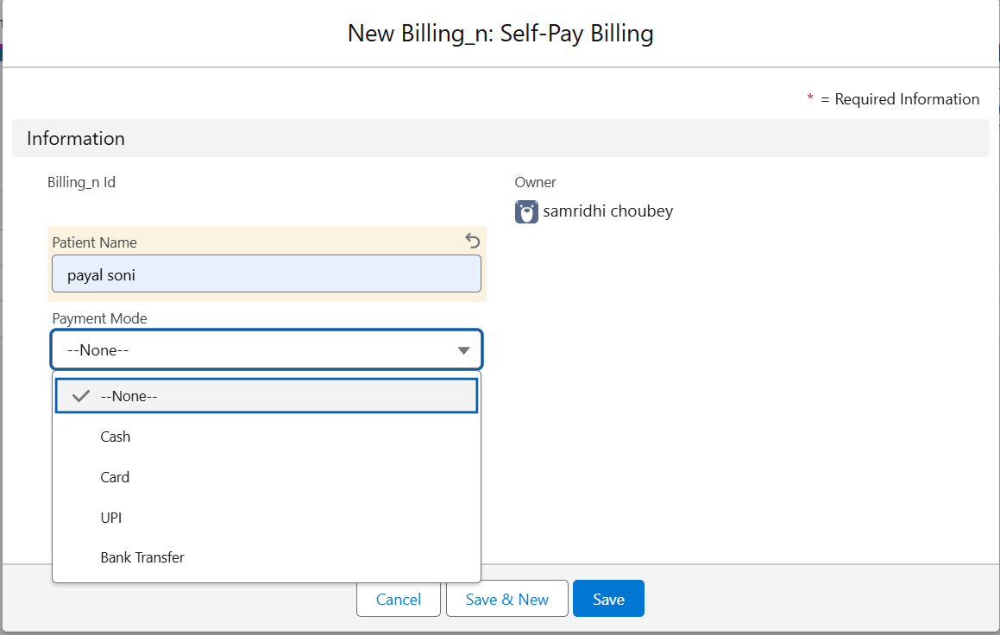 New Billing_n: Self-Pay Billing
* = Required Information
Information
Billing_n Id
Owner
samridhi choubey
Patient Name
payal soni
Payment Mode
--None--
--None--
Cash
Card
UPI
Bank Transfer
Cancel
Save & New
Save